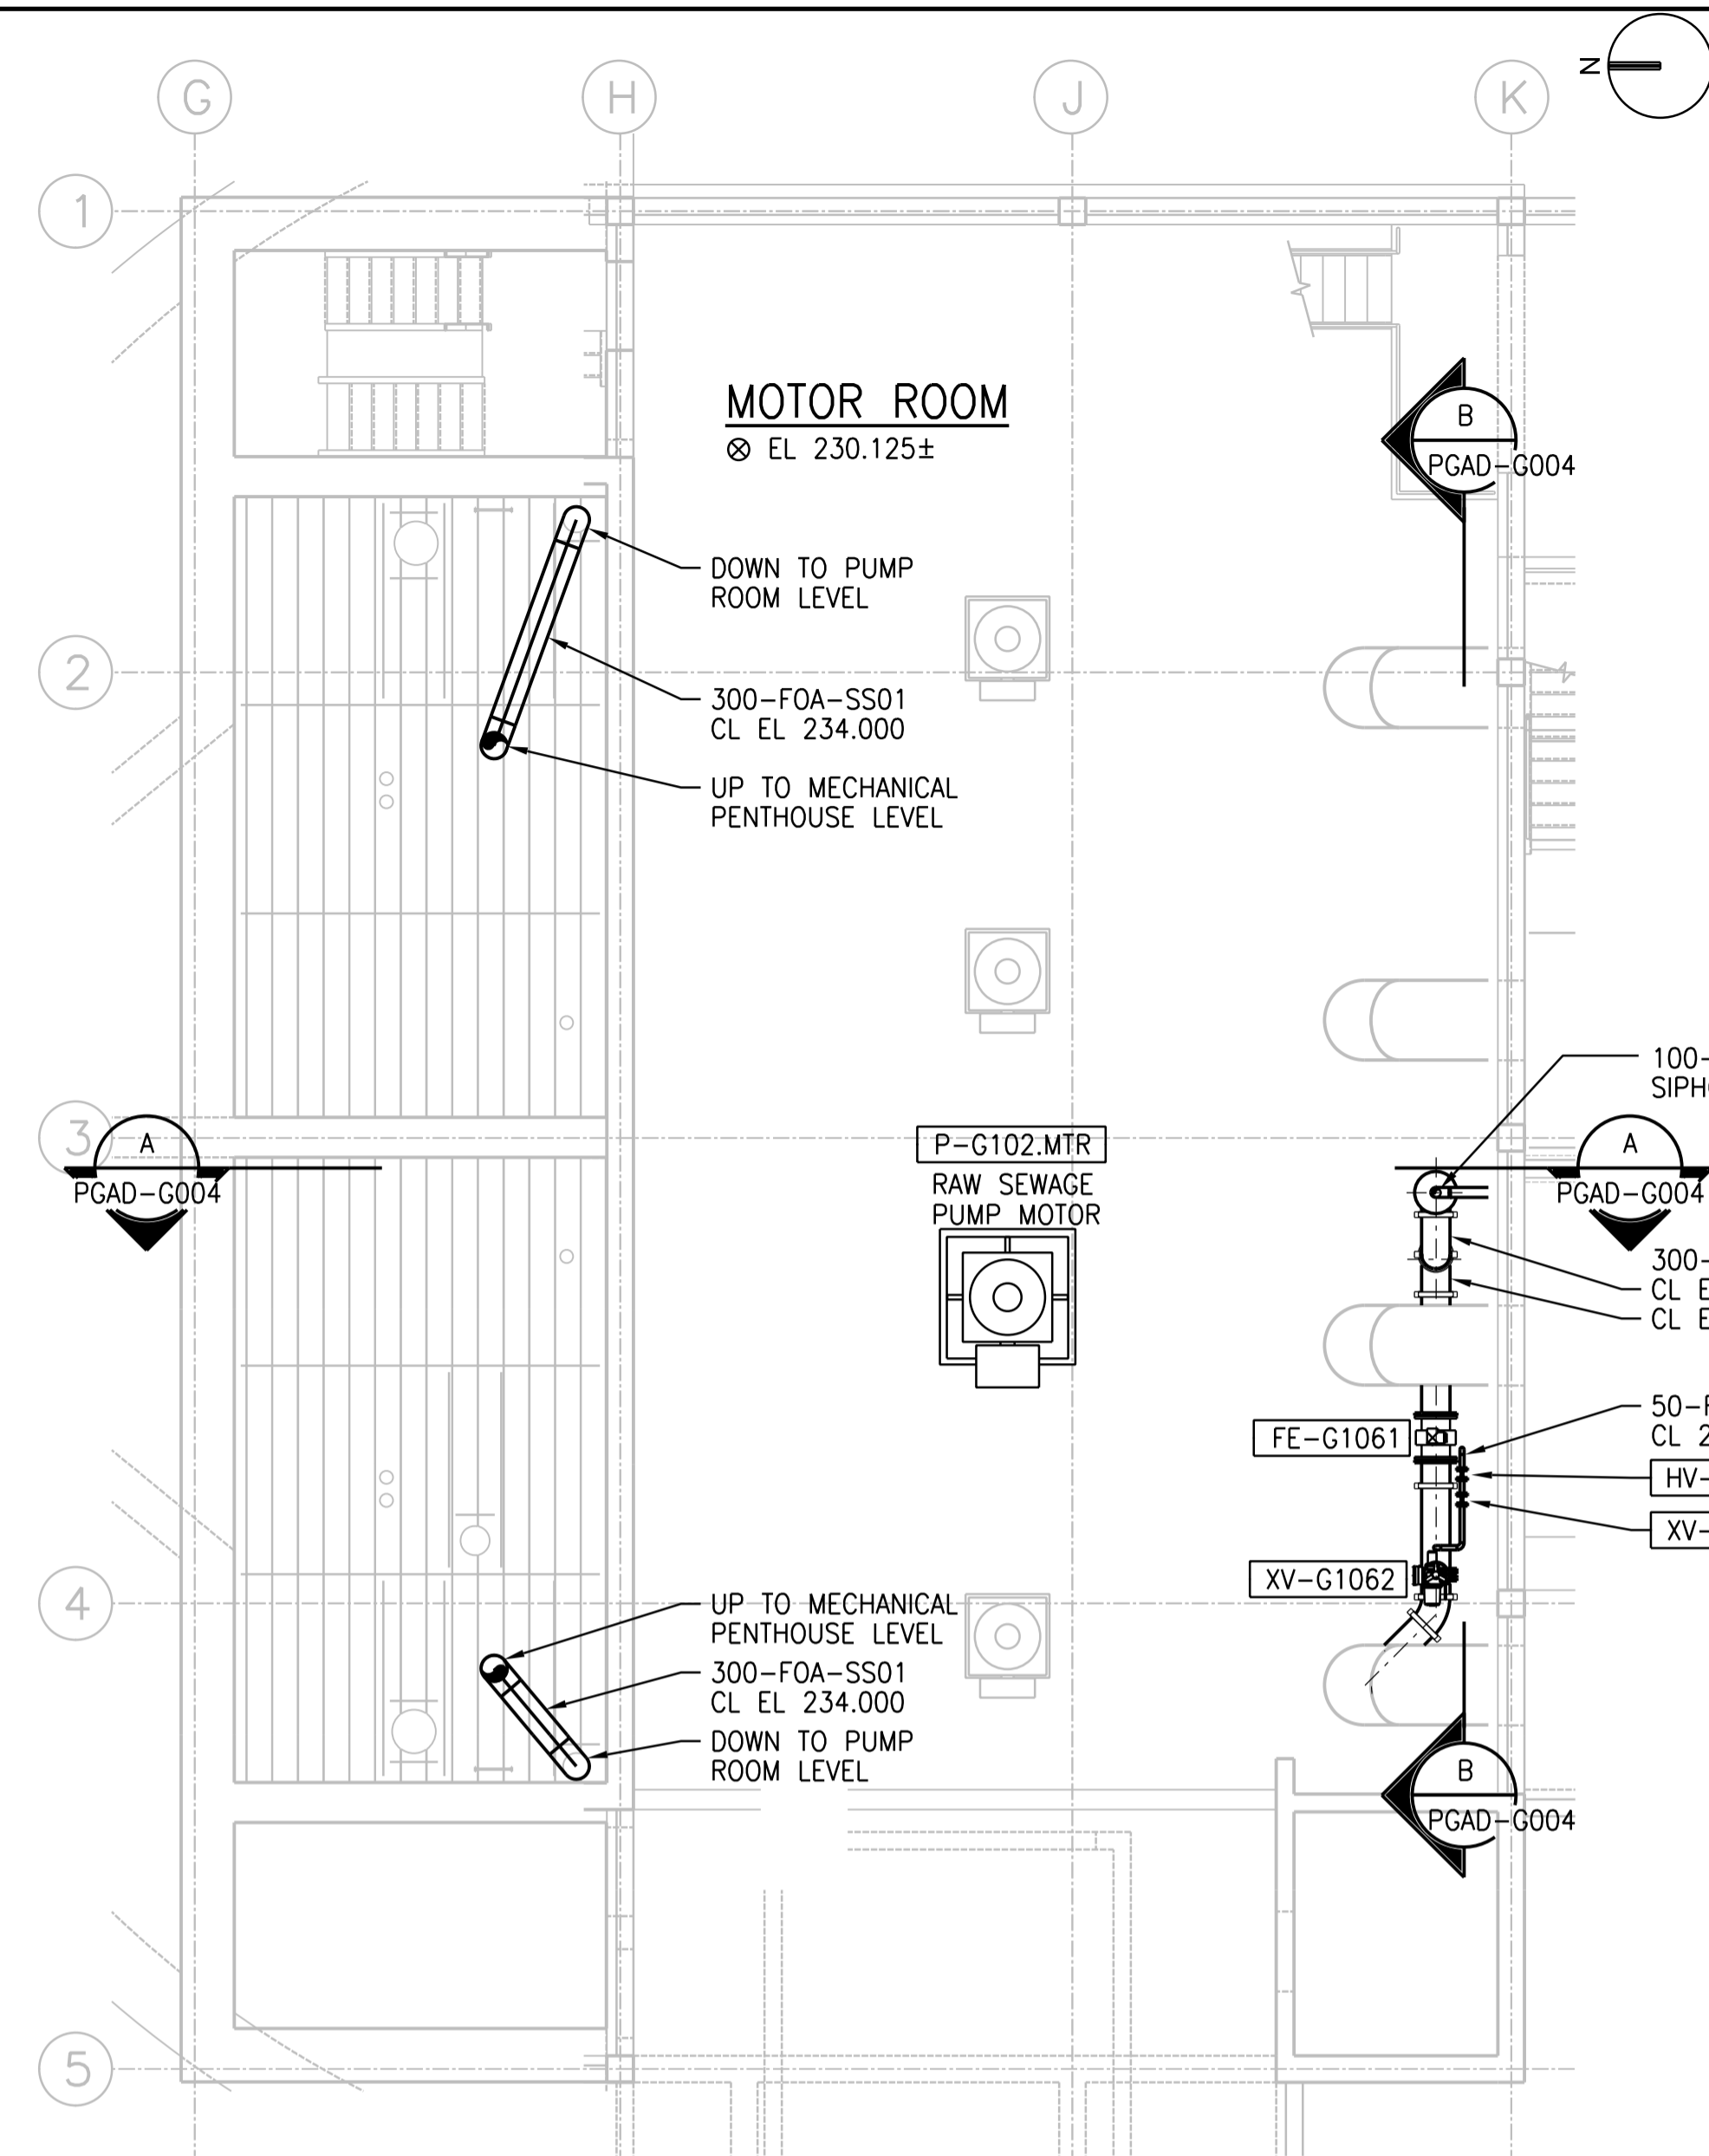 N
G
H
J
K
1
2
3
4
5
MOTOR ROOM
⊗ EL 230.125±
B
PGAD-G004
DOWN TO PUMP
ROOM LEVEL
300-FOA-SS01
CL EL 234.000
UP TO MECHANICAL
PENTHOUSE LEVEL
100-
A
PGAD-G004
P-G102.MTR
RAW SEWAGE
PUMP MOTOR
A
PGAD-G004
300-
CL E
CL E
FE-G1061
50-F
CL 2
HV-
XV-
XV-G1062
UP TO MECHANICAL
PENTHOUSE LEVEL
300-FOA-SS01
CL EL 234.000
DOWN TO PUMP
ROOM LEVEL
B
PGAD-G004